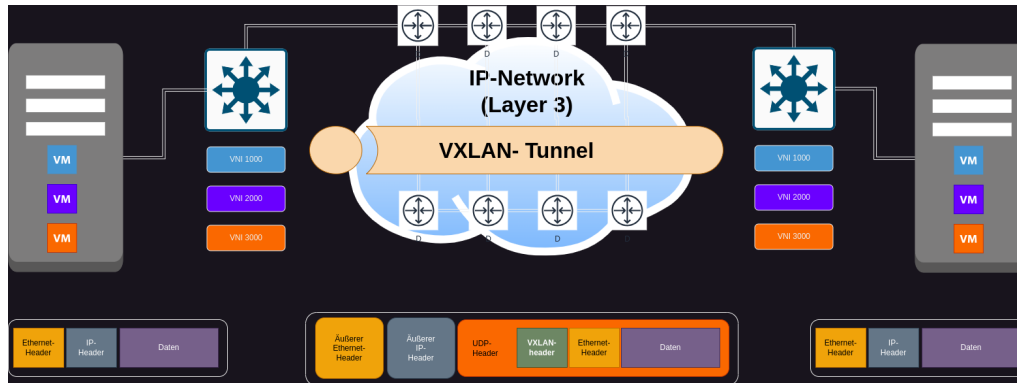 D
D
D
D
IP-Network
(Layer 3)
VXLAN- Tunnel
VM
VM
VM
VNI 1000
VNI 2000
VNI 3000
VNI 1000
VNI 2000
VNI 3000
VM
VM
VM
D
D
D
D
Ethernet-
Header
IP-
Header
Daten
Äußerer
Ethernet-
Header
Äußerer
IP-
Header
UDP-
Header
VXLAN-
header
Ethernet-
Header
Daten
Ethernet-
Header
IP-
Header
Daten